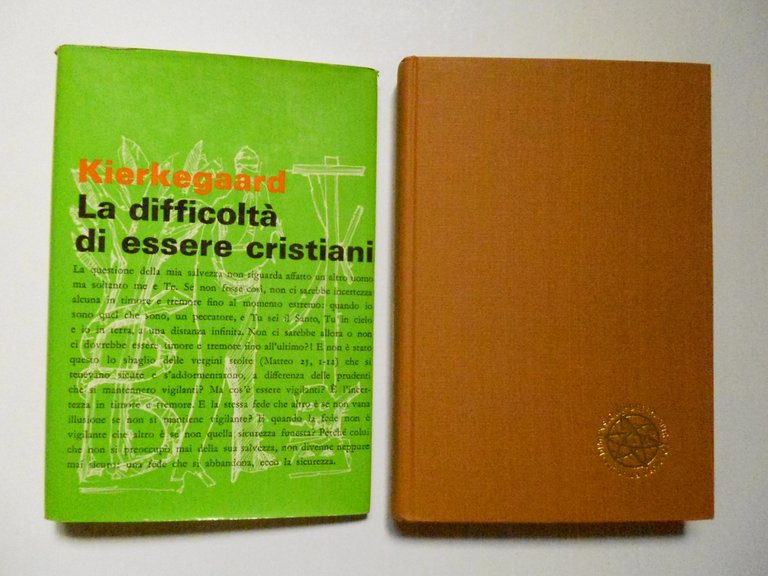 Kierkegaard
La difficoltà
di essere cristiani
La questione della mia salvezza non riguarda affatto un altro uomo
ma soltanto me e Te. Se non fosse così, non ci sarebbe incertezza
alcuna in timore e tremore fino al momento estremo: quando io
sono quel che sono, un peccatore, e Tu sei il Santo, Tu in cielo
e io in terra, a una distanza infinita. Non ci sarebbe allora o non
ci dovrebbe essere timore e tremore fino all'ultimo?! E non è stato
questo lo sbaglio delle vergini stolte (Matteo 25, 1-12) che si
tenevano sicure e s'addormentarono, a differenza delle prudenti
che si mantennero vigilanti? Ma cos'è essere vigilanti? È l'incer-
tezza in timore e tremore. E la stessa fede che altro è se non vana
illusione se non si mantiene vigilante? E quando la fede non è
vigilante che altro è se non quella sicurezza funesta? Perché colui
che non si preoccupò mai della sua salvezza, non divenne neppure
mai sicuro: una fede che si abbandona, ecco la sicurezza.